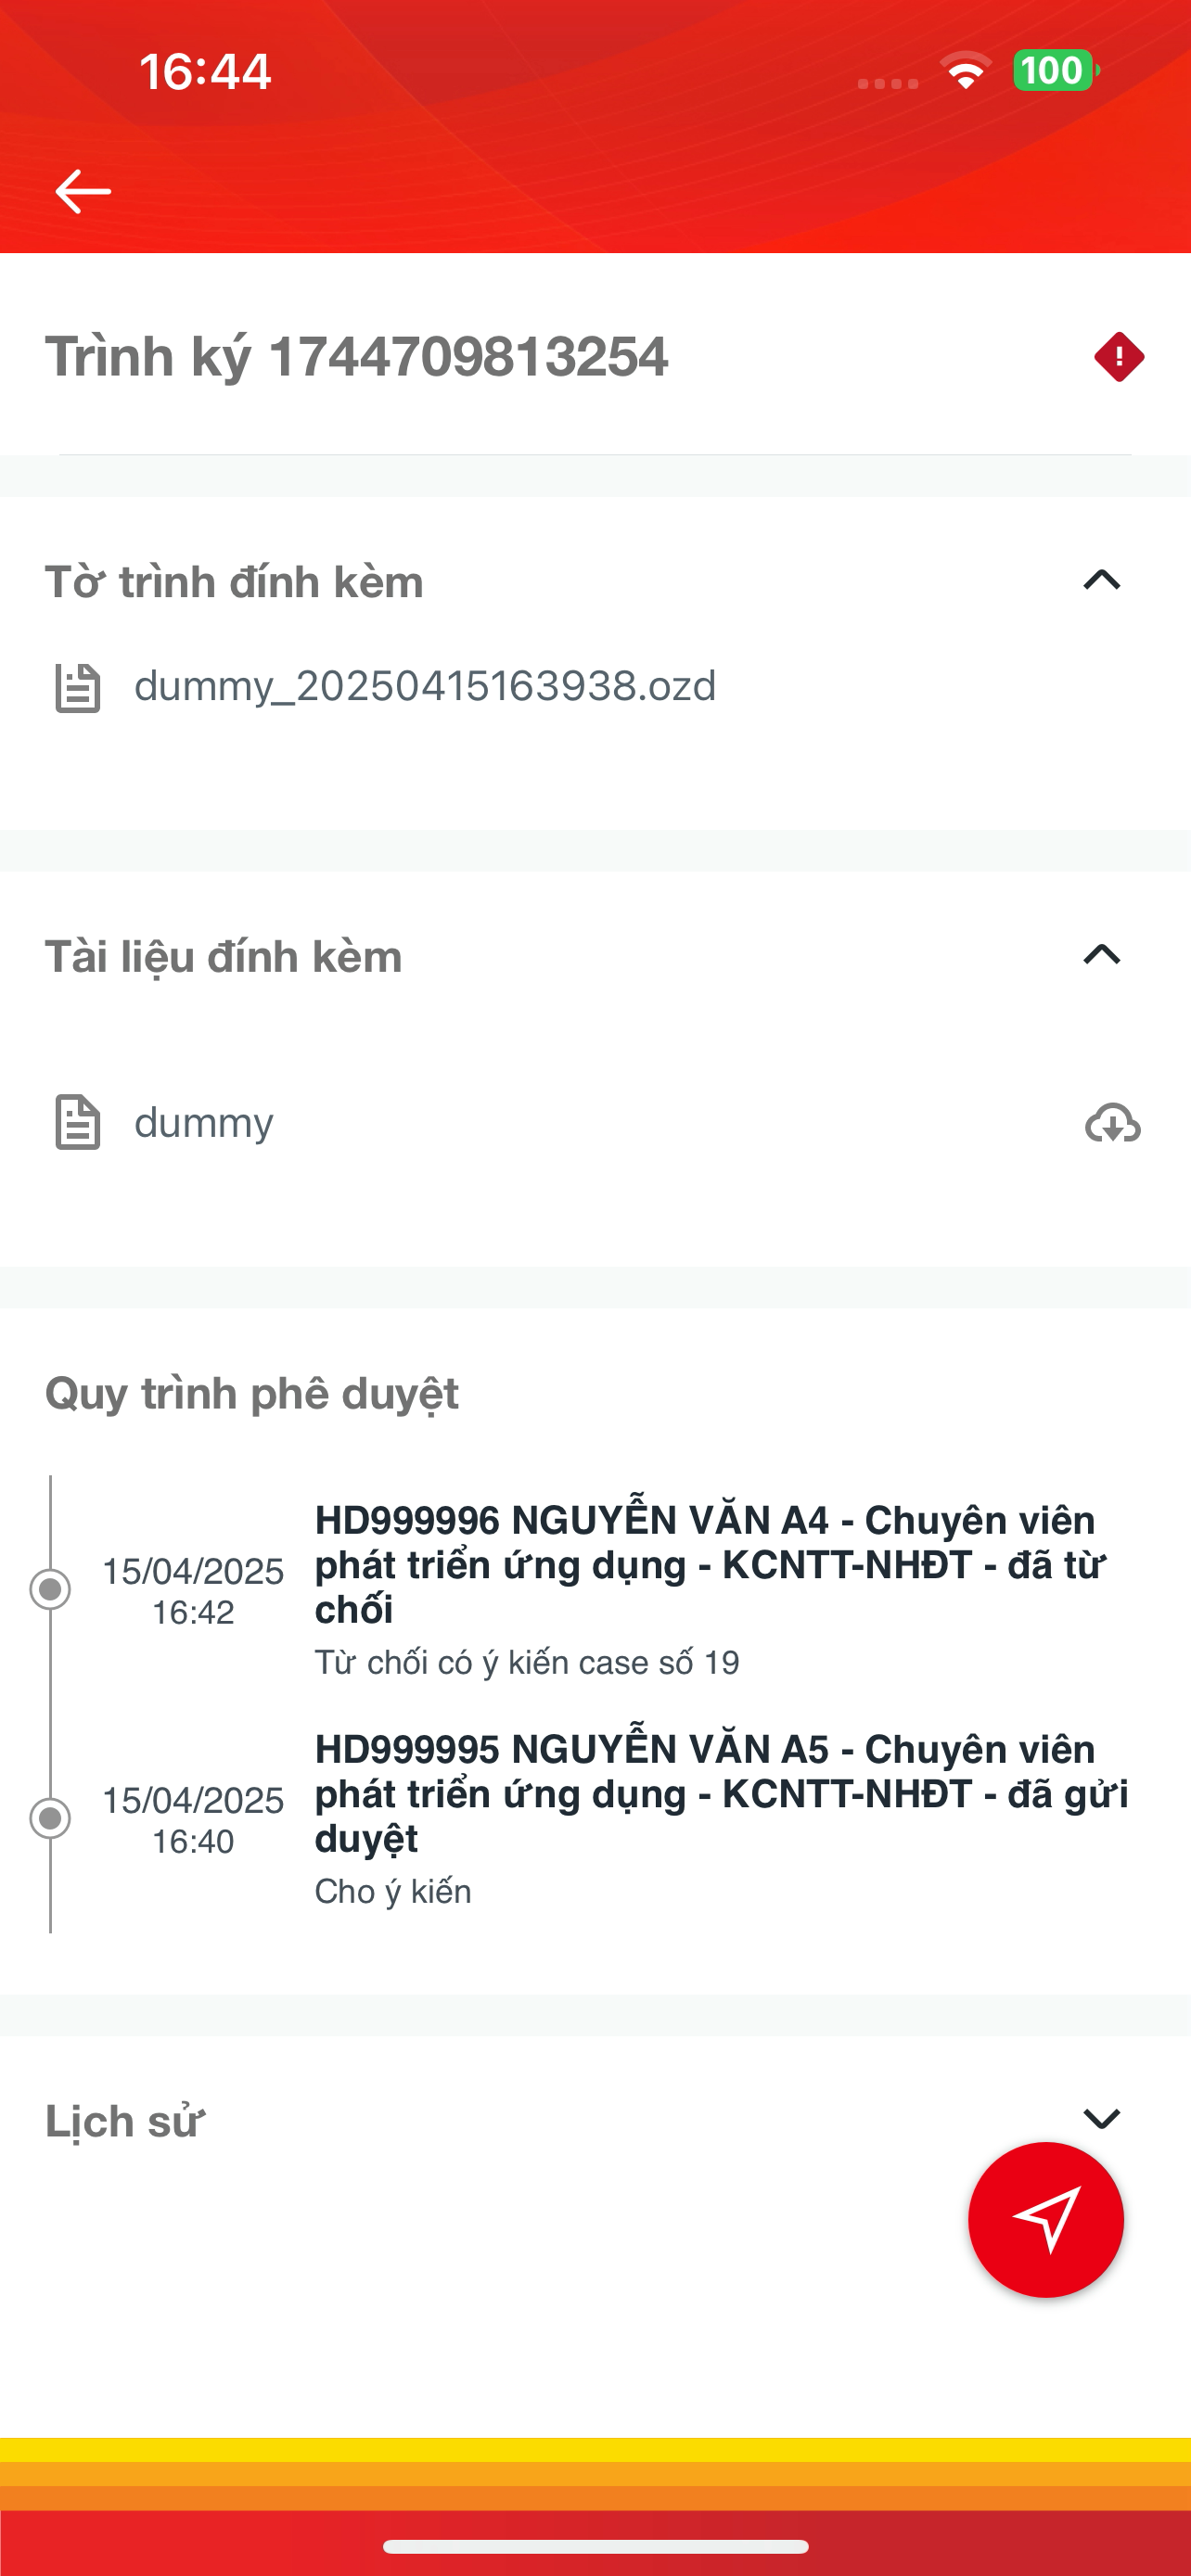 16:44
100
Trình ký 1744709813254
Tờ trình đính kèm
dummy_20250415163938.ozd
Tài liệu đính kèm
dummy
Quy trình phê duyệt
15/04/2025
16:42
HD999996 NGUYỄN VĂN A4 - Chuyên viên
phát triển ứng dụng - KCNTT-NHĐT - đã từ
chối
Từ chối có ý kiến case số 19
15/04/2025
16:40
HD999995 NGUYỄN VĂN A5 - Chuyên viên
phát triển ứng dụng - KCNTT-NHĐT - đã gửi
duyệt
Cho ý kiến
Lịch sử